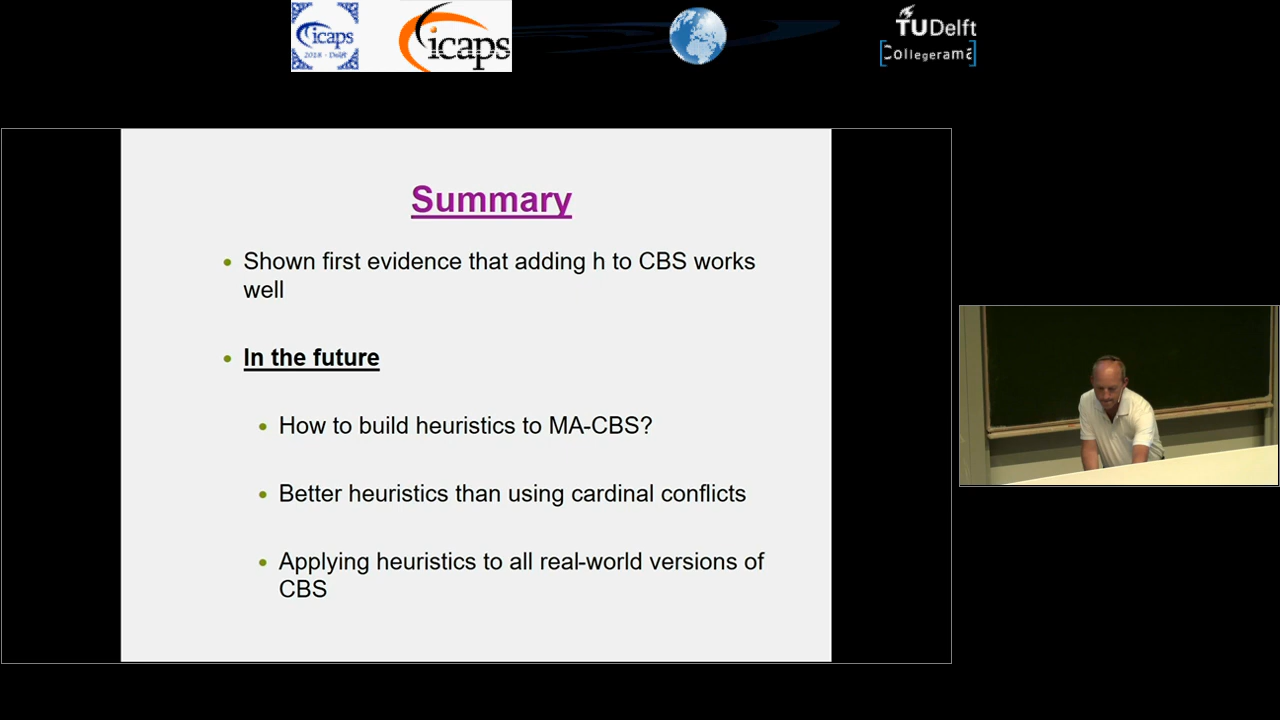 icaps
2018 - Delft
icaps
TUDelft
Collegerama
Summary
• Shown first evidence that adding h to CBS works
well
• In the future
• How to build heuristics to MA-CBS?
• Better heuristics than using cardinal conflicts
• Applying heuristics to all real-world versions of
CBS